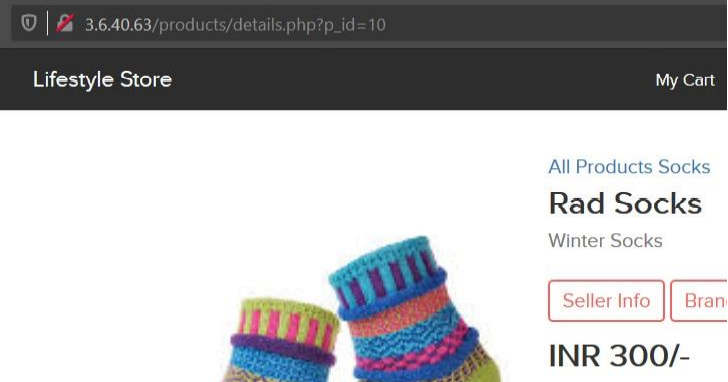 3.6.40.63/products/details.php?p_id=10
Lifestyle Store
My Cart
All Products Socks
Rad Socks
Winter Socks
Seller Info
INR 300/-